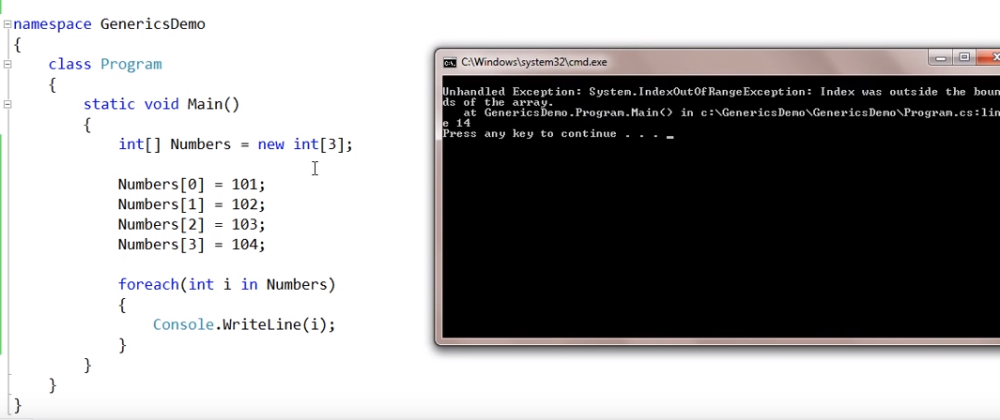 namespace GenericsDemo
{
class Program
{
static void Main()
{
int[] Numbers = new int[3];
Numbers[0] = 101;
Numbers[1] = 102;
Numbers[2] = 103;
Numbers[3] = 104;
foreach(int i in Numbers)
{
Console.WriteLine(i);
}
}
}
}
C:\Windows\system32\cmd.exe
Unhandled Exception: System.IndexOutOfRangeException: Index was outside the boun
ds of the array.
at GenericsDemo.Program.Main() in c:\GenericsDemo\GenericsDemo\Program.cs:lin
e 14
Press any key to continue . . . _